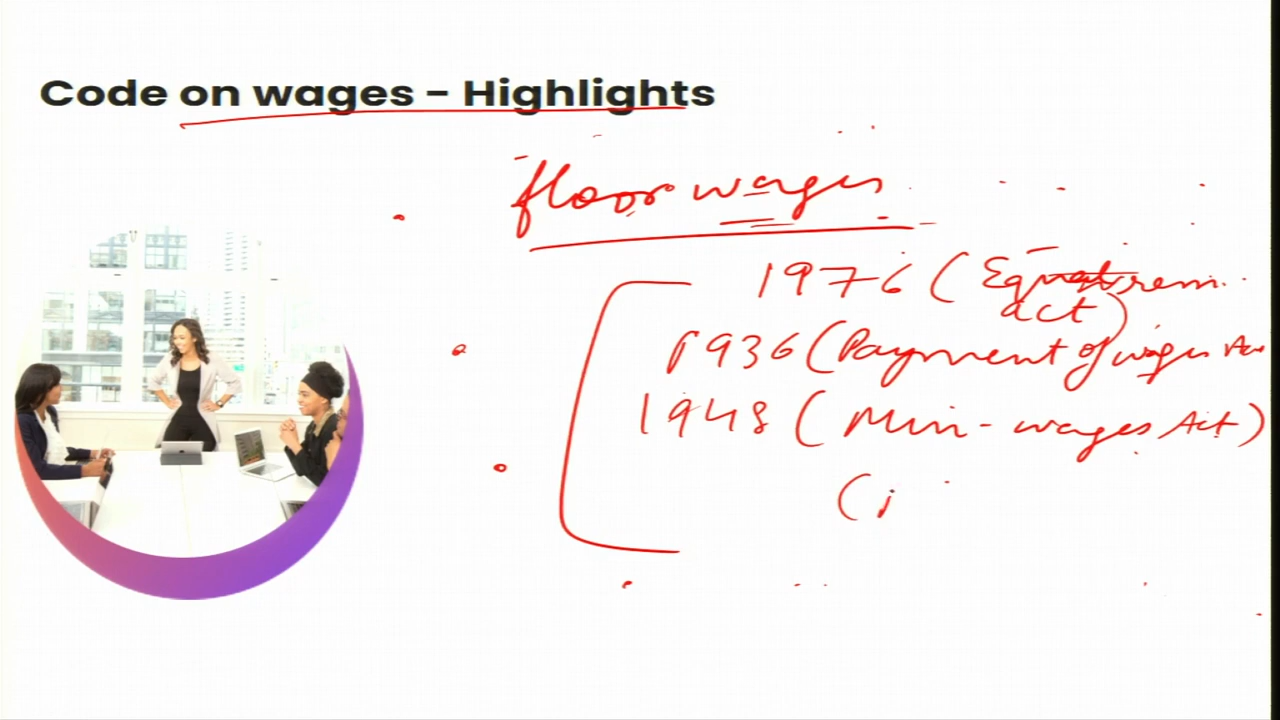 Code on wages - Highlights
floor wages
1976 (Equal rem.
act)
1936 (Payment of wages Act
1948 (Min- wages Act)
(i